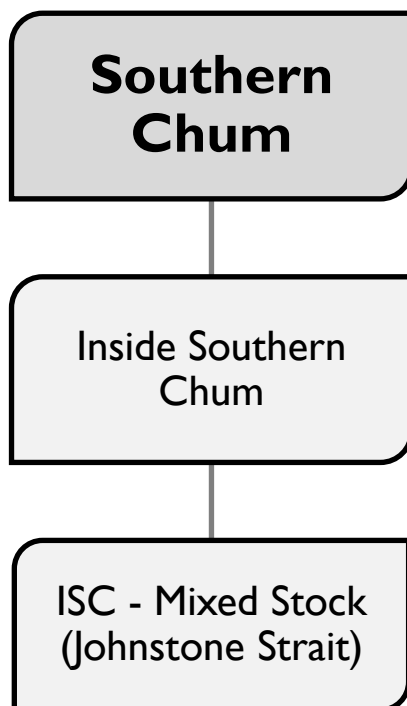 Southern
Chum
Inside Southern
Chum
ISC - Mixed Stock
(Johnstone Strait)